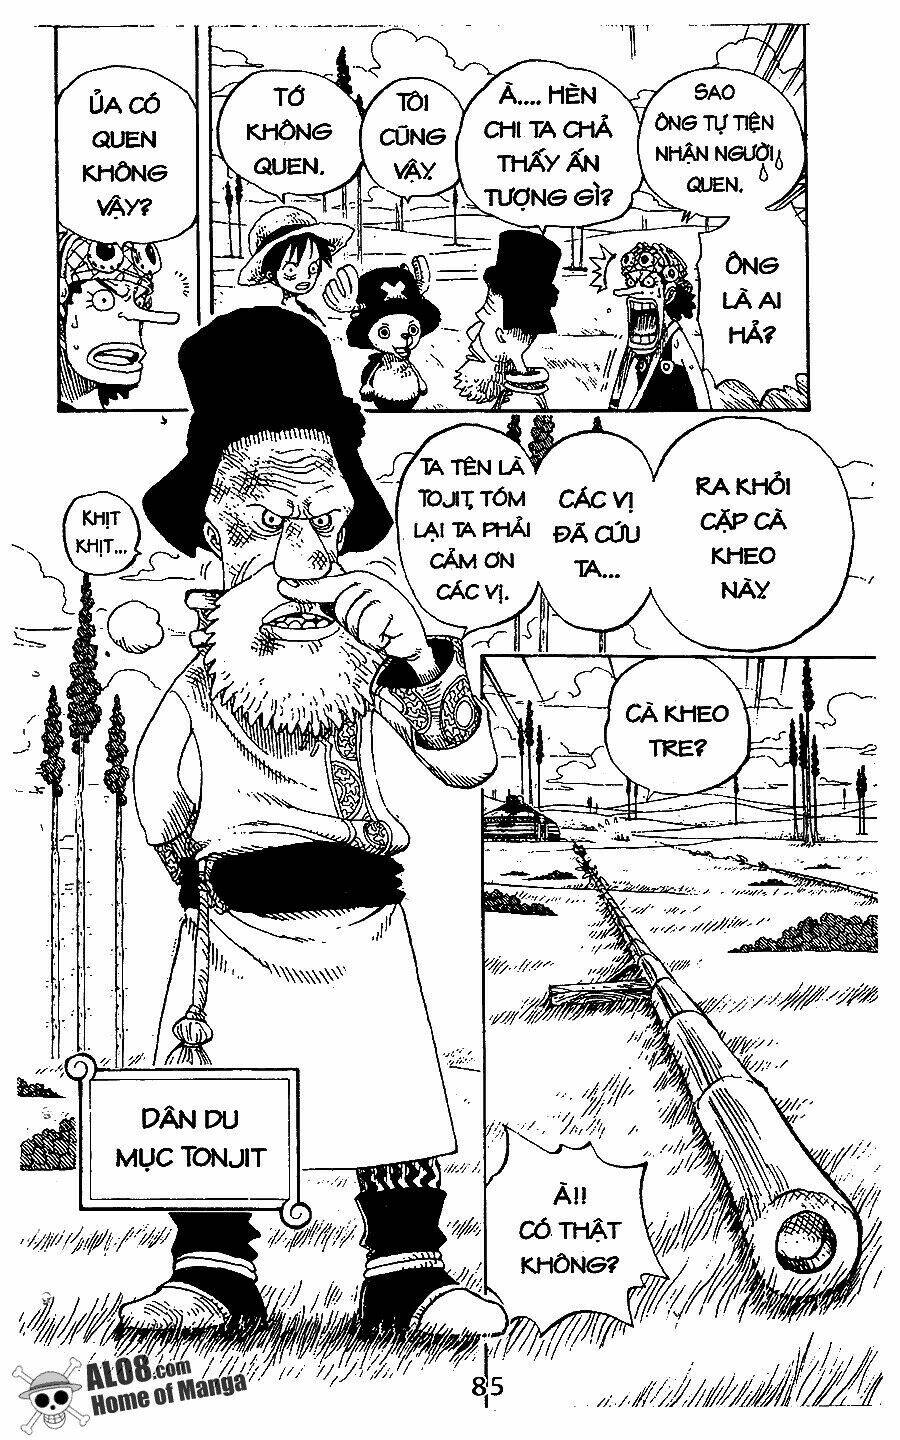 SAO
ÔNG TỰ TIỆN
NHẬN NGƯỜI
QUEN.
ÔNG
LÀ AI
HẢ?
À.... HÈN
CHI TA CHẢ
THẤY ẤN
TƯỢNG GÌ?
TÔI
CŨNG
VẬY.
TỚ
KHÔNG
QUEN.
ỦA CÓ
QUEN
KHÔNG
VẬY?
RA KHỎI
CẶP CÀ
KHEO
NÀY.
CÁC VỊ
ĐÃ CỨU
TA...
TA TÊN LÀ
TOJIT, TÓM
LẠI TA PHẢI
CẢM ƠN
CÁC VỊ.
KHỊT
KHỊT...
CÀ KHEO
TRE?
DÂN DU
MỤC TONJIT
À!!
CÓ THẬT
KHÔNG?
85
ALO8.com
Home of Manga